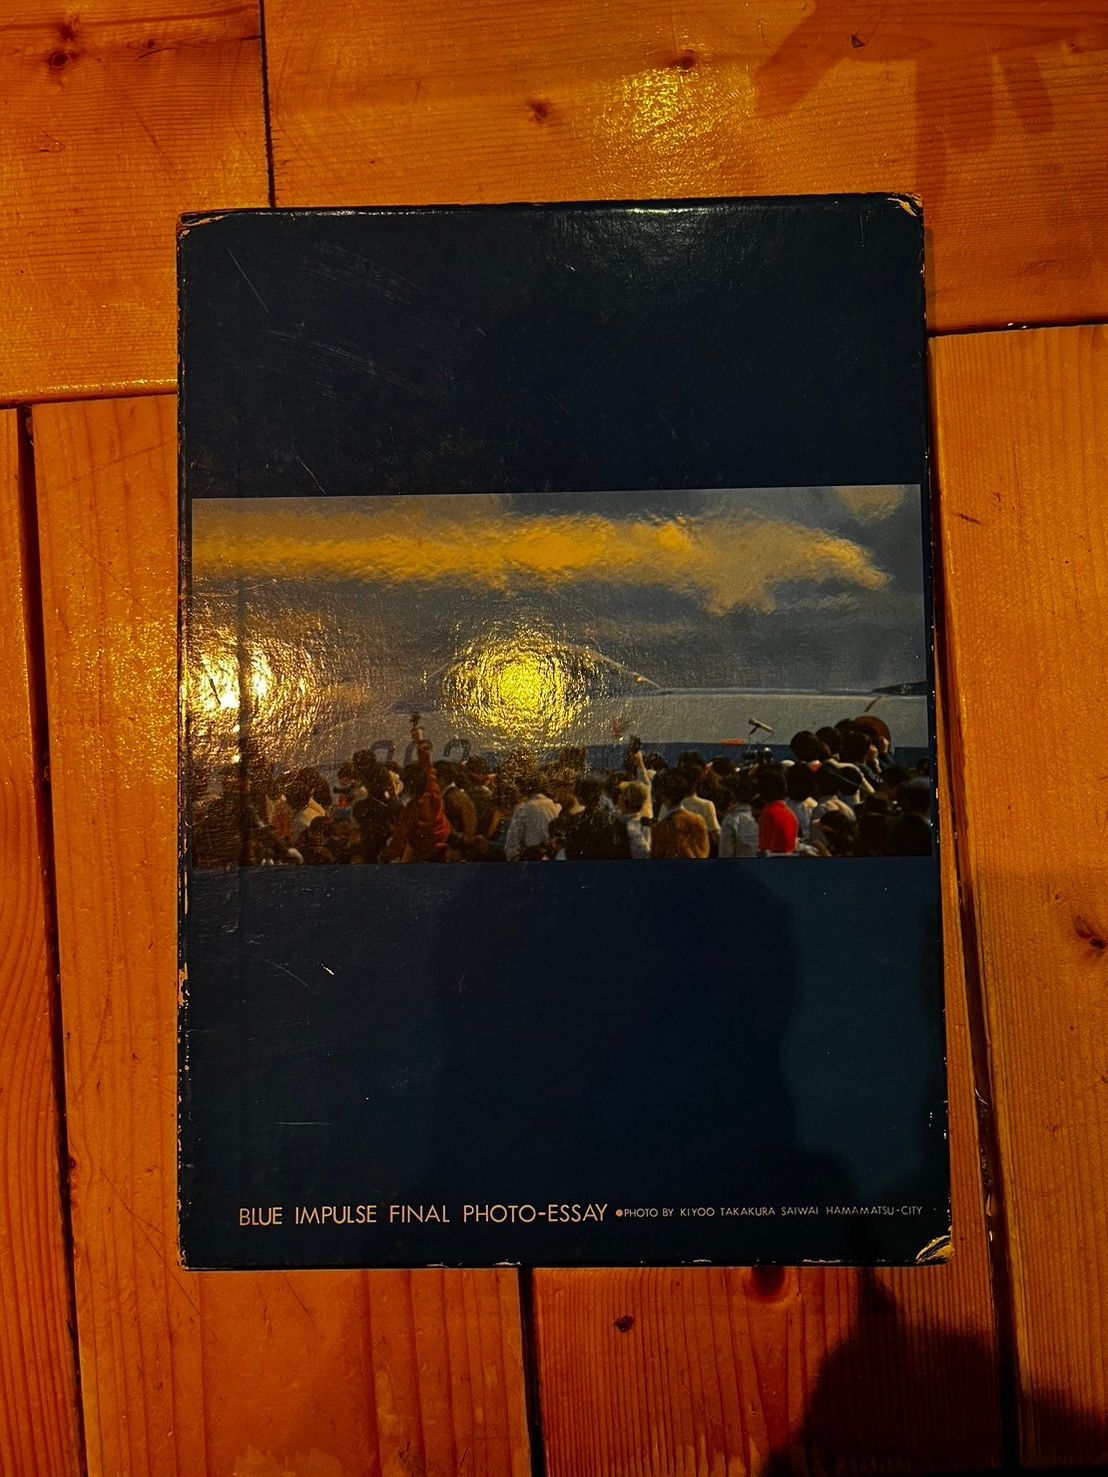 BLUE IMPULSE FINAL PHOTO-ESSAY ●PHOTO BY KIYOO TAKAKURA SAIWAI HAMAMATSU-CITY